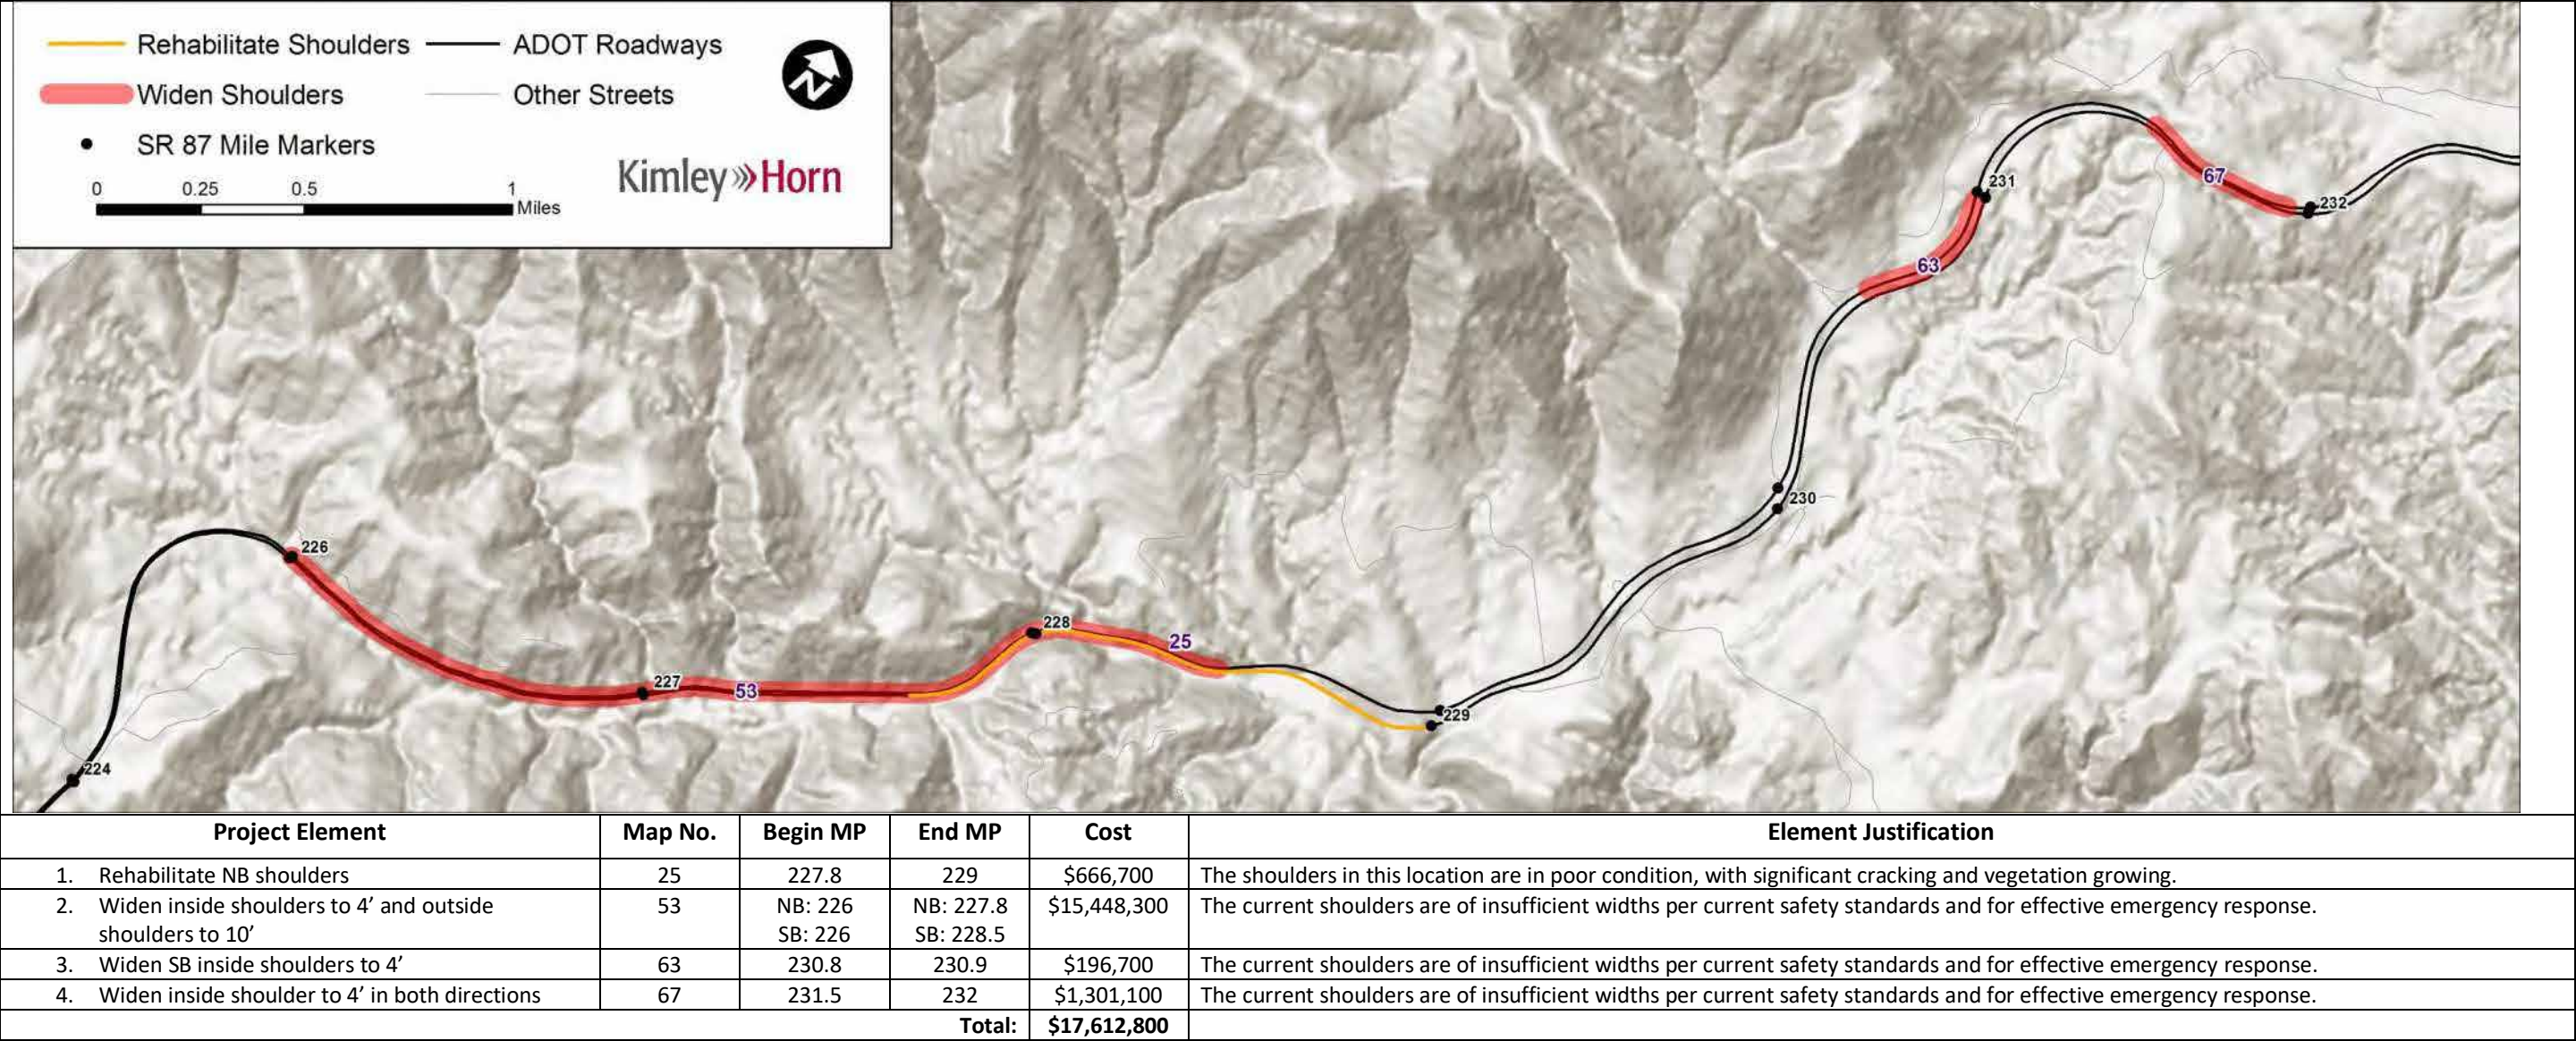 Rehabilitate Shoulders
ADOT Roadways
Widen Shoulders
Other Streets
SR 87 Mile Markers
N
0 0.25 0.5 1
Miles
Kimley»Horn
231
67
232
63
230
226
228
25
227
53
229
224
Project Element Map No. Begin MP End MP Cost Element Justification
1. Rehabilitate NB shoulders 25 227.8 229 $666,700 The shoulders in this location are in poor condition, with significant cracking and vegetation growing.
2. Widen inside shoulders to 4’ and outside 53 NB: 226 NB: 227.8 $15,448,300 The current shoulders are of insufficient widths per current safety standards and for effective emergency response.
shoulders to 10’ SB: 226 SB: 228.5
3. Widen SB inside shoulders to 4’ 63 230.8 230.9 $196,700 The current shoulders are of insufficient widths per current safety standards and for effective emergency response.
4. Widen inside shoulder to 4’ in both directions 67 231.5 232 $1,301,100 The current shoulders are of insufficient widths per current safety standards and for effective emergency response.
Total: $17,612,800